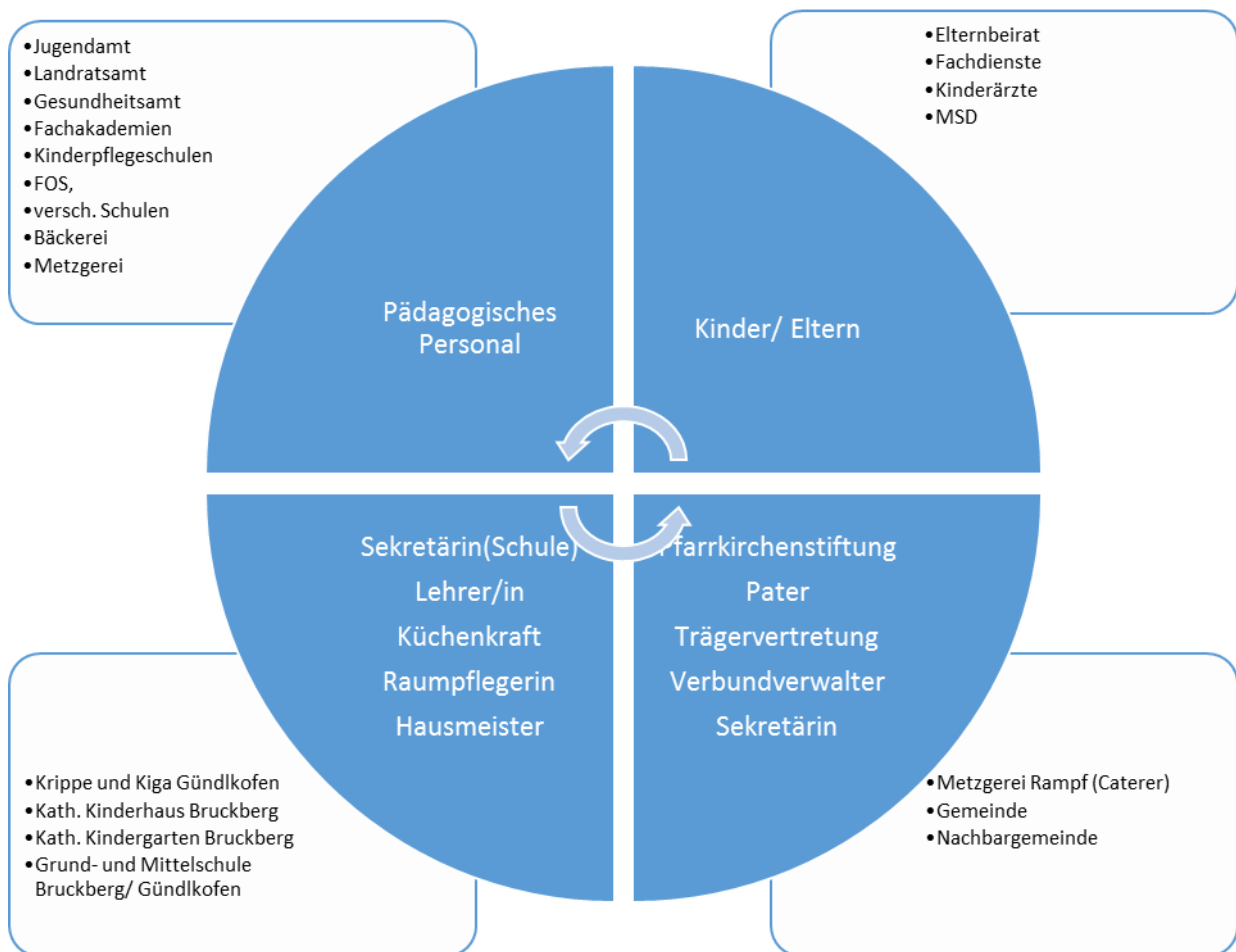 •Jugendamt
•Landratsamt
•Gesundheitsamt
•Fachakademien
•Kinderpflegeschulen
•FOS,
•versch. Schulen
•Bäckerei
•Metzgerei
•Elternbeirat
•Fachdienste
•Kinderärzte
•MSD
Pädagogisches
Personal
Kinder/ Eltern
Sekretärin(Schule)
Lehrer/in
Küchenkraft
Raumpflegerin
Hausmeister
Pfarrkirchenstiftung
Pater
Trägervertretung
Verbundverwalter
Sekretärin
•Krippe und Kiga Gündlkofen
•Kath. Kinderhaus Bruckberg
•Kath. Kindergarten Bruckberg
•Grund- und Mittelschule
Bruckberg/ Gündlkofen
•Metzgerei Rampf (Caterer)
•Gemeinde
•Nachbargemeinde